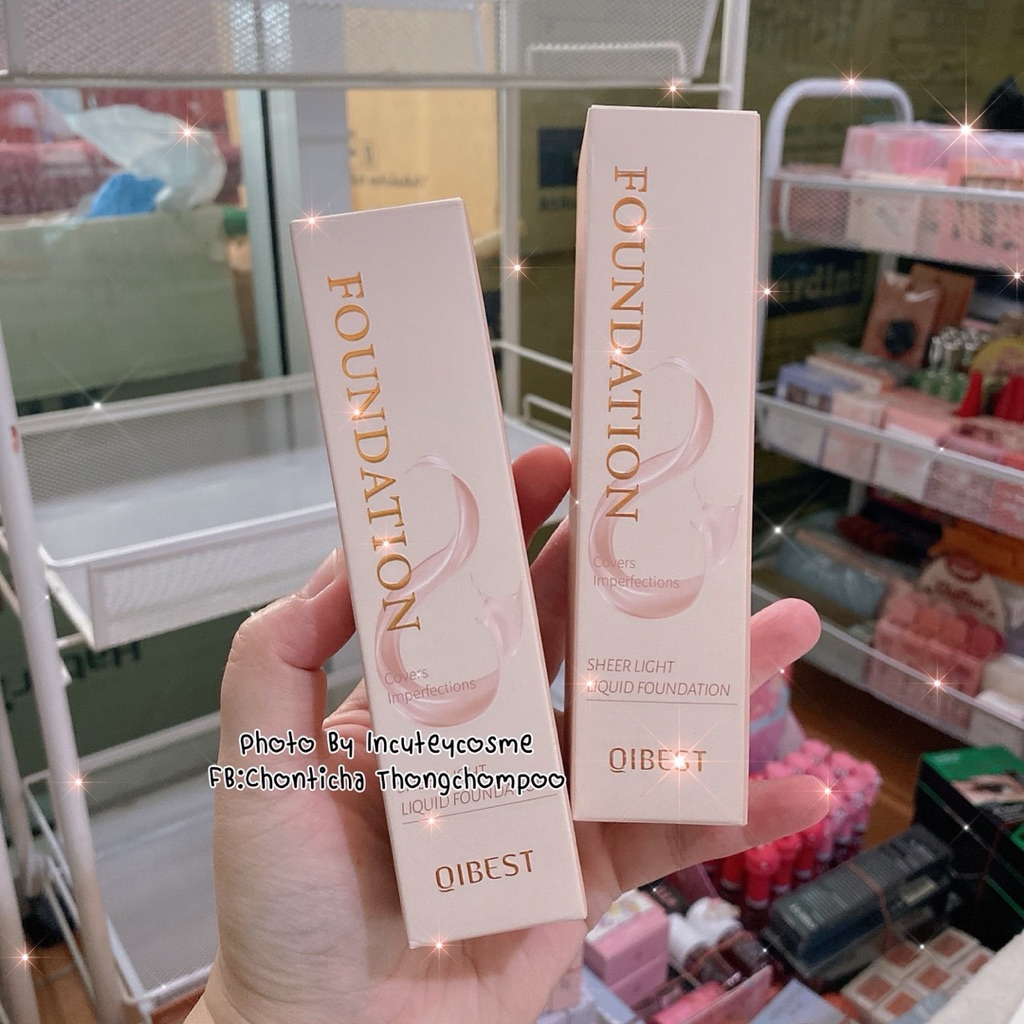 FOUNDATION
Covers
Imperfections
LIQUID FOUNDA
QIBEST
FOUNDATION
Covers
Imperfections
SHEER LIGHT
LIQUID FOUNDATION
QIBEST
Photo By Incuteycosme
FB:Chonticha Thongchompoo